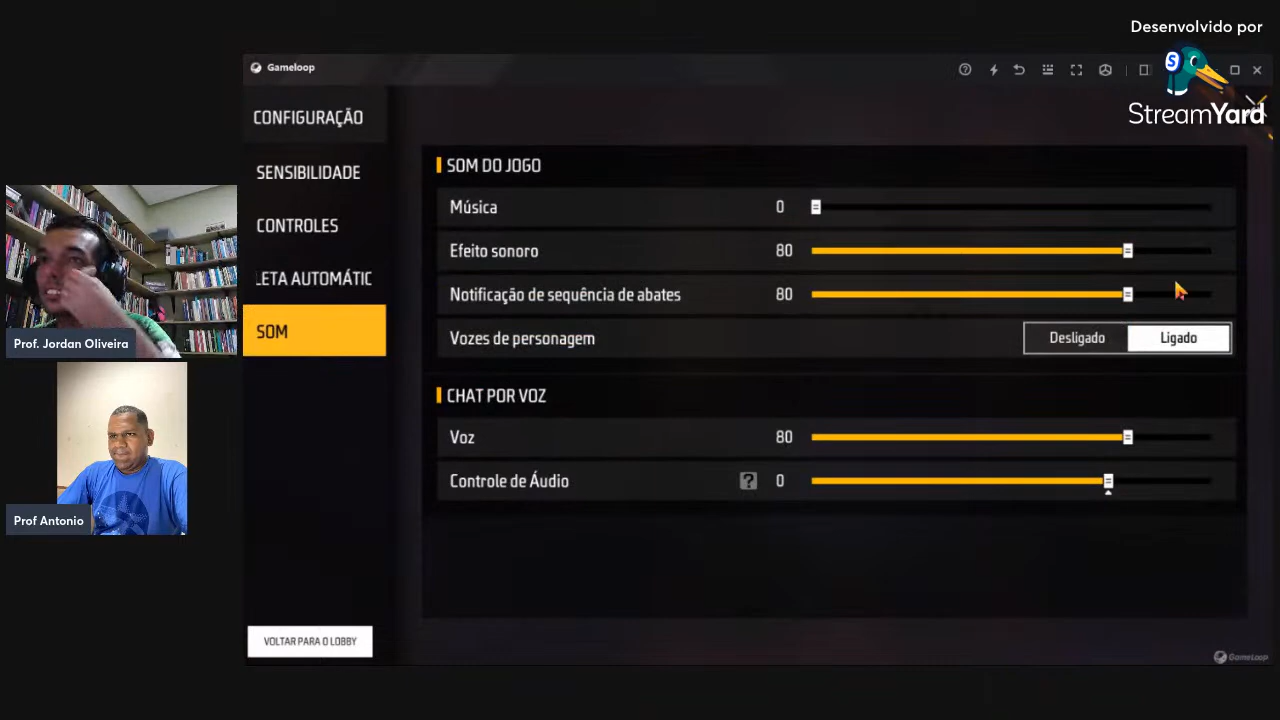 Desenvolvido por
StreamYard
Gameloop
CONFIGURAÇÃO
SENSIBILIDADE
CONTROLES
LETA AUTOMÁTIC
SOM
VOLTAR PARA O LOBBY
SOM DO JOGO
Música 0
Efeito sonoro 80
Notificação de sequência de abates 80
Vozes de personagem Desligado Ligado
CHAT POR VOZ
Voz 80
Controle de Áudio ? 0
GameLoop
Prof. Jordan Oliveira
Prof Antonio